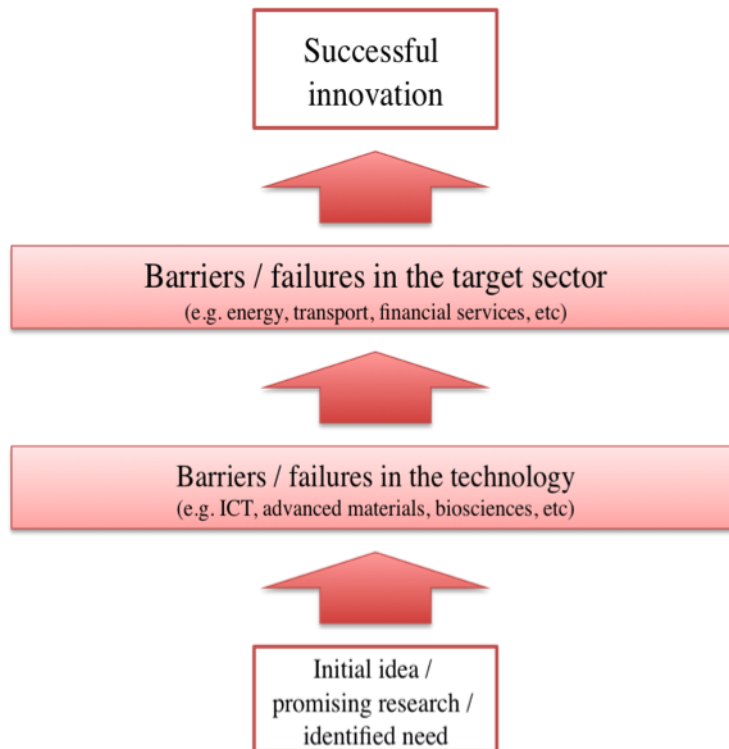 Successful
innovation
Barriers / failures in the target sector
(e.g. energy, transport, financial services, etc)
Barriers / failures in the technology
(e.g. ICT, advanced materials, biosciences, etc)
Initial idea /
promising research /
identified need